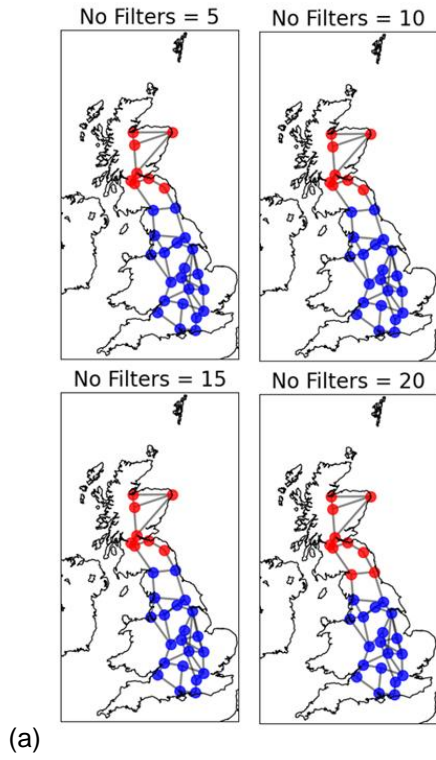 No Filters = 5
No Filters = 10
No Filters = 15
No Filters = 20
(a)